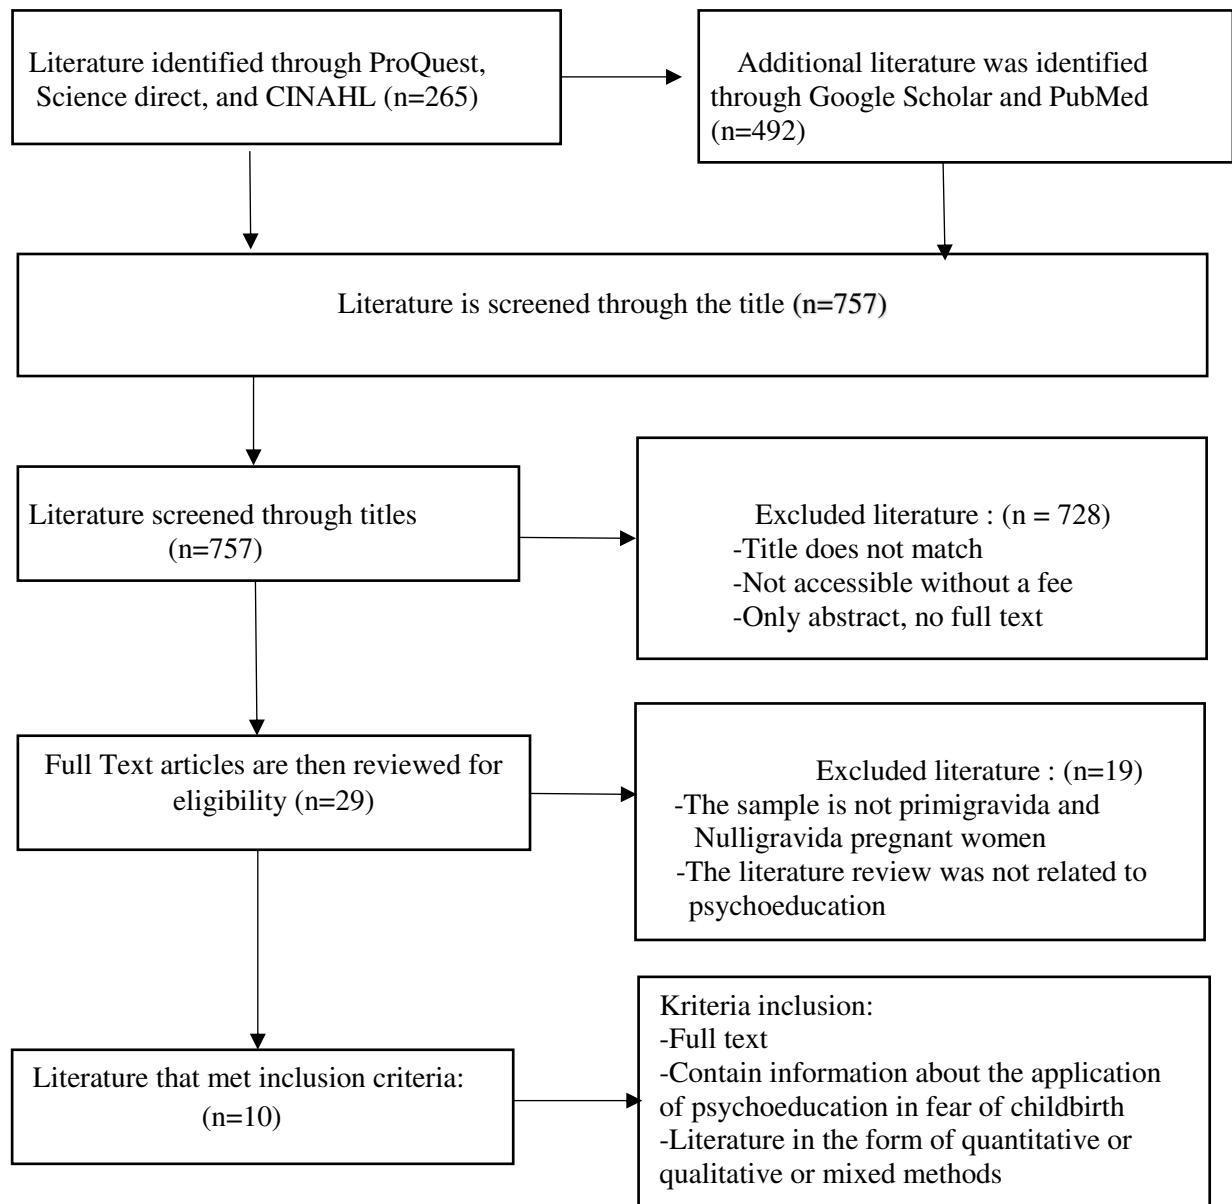 Literature identified through ProQuest,
Science direct, and CINAHL (n=265)
Additional literature was identified
through Google Scholar and PubMed
(n=492)
Literature is screened through the title (n=757)
Literature screened through titles
(n=757)
Excluded literature : (n = 728)
-Title does not match
-Not accessible without a fee
-Only abstract, no full text
Full Text articles are then reviewed for
eligibility (n=29)
Excluded literature : (n=19)
-The sample is not primigravida and
Nulligravida pregnant women
-The literature review was not related to
psychoeducation
Literature that met inclusion criteria:
(n=10)
Kriteria inclusion:
-Full text
-Contain information about the application
of psychoeducation in fear of childbirth
-Literature in the form of quantitative or
qualitative or mixed methods